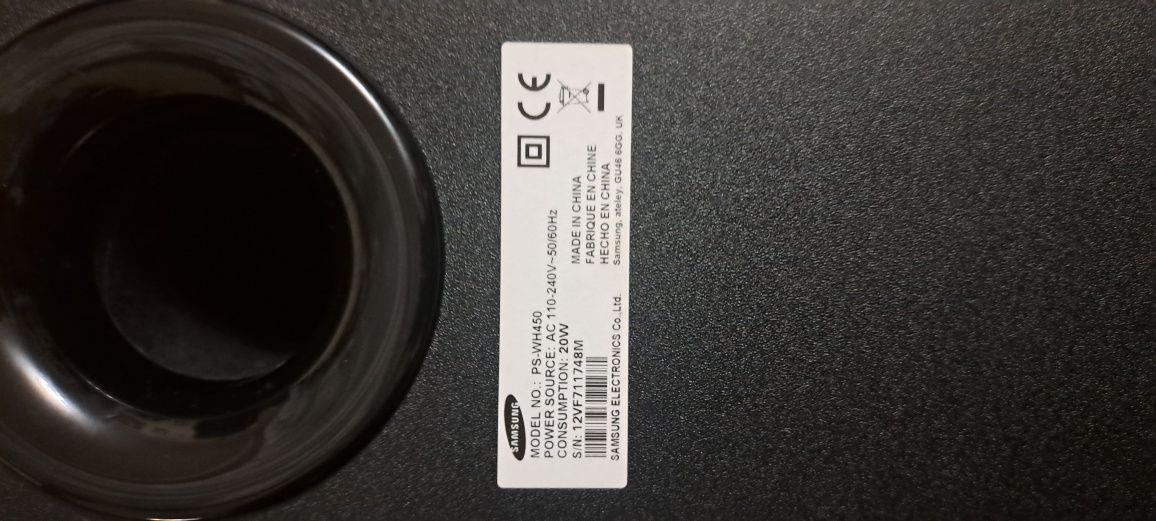 SAMSUNG
MODEL NO.: PS-WH450
POWER SOURCE: AC 110-240V~50/60Hz
CONSUMPTION: 20W
S/N: 12VF711748M
MADE IN CHINA
FABRIQUE EN CHINE
HECHO EN CHINA
SAMSUNG ELECTRONICS Co.,Ltd.
Samsung, ateley, GU46 6GG. UK
CE